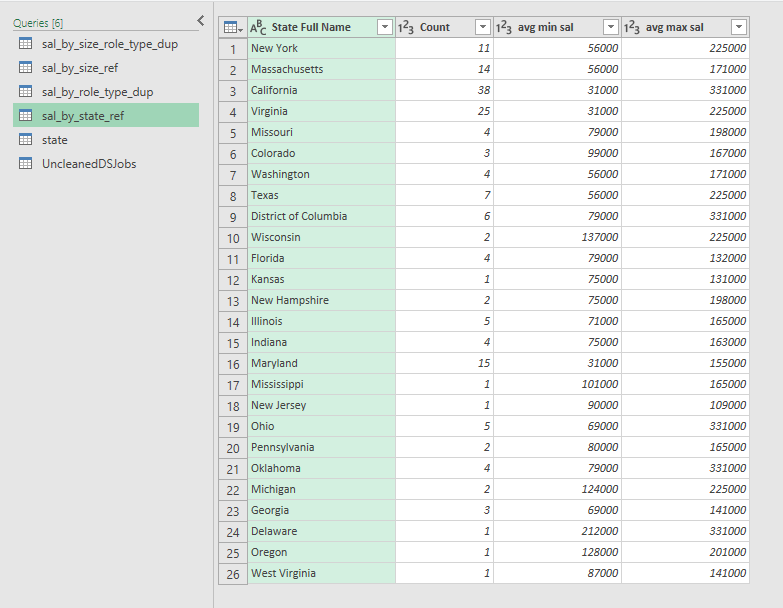 Queries [6]
sal_by_size_role_type_dup
sal_by_size_ref
sal_by_role_type_dup
sal_by_state_ref
state
UncleanedDSJobs
ABC State Full Name 123 Count 123 avg min sal 123 avg max sal
1 New York 11 56000 225000
2 Massachusetts 14 56000 171000
3 California 38 31000 331000
4 Virginia 25 31000 225000
5 Missouri 4 79000 198000
6 Colorado 3 99000 167000
7 Washington 4 56000 171000
8 Texas 7 56000 225000
9 District of Columbia 6 79000 331000
10 Wisconsin 2 137000 225000
11 Florida 4 79000 132000
12 Kansas 1 75000 131000
13 New Hampshire 2 75000 198000
14 Illinois 5 71000 165000
15 Indiana 4 75000 163000
16 Maryland 15 31000 155000
17 Mississippi 1 101000 165000
18 New Jersey 1 90000 109000
19 Ohio 5 69000 331000
20 Pennsylvania 2 80000 165000
21 Oklahoma 4 79000 331000
22 Michigan 2 124000 225000
23 Georgia 3 69000 141000
24 Delaware 1 212000 331000
25 Oregon 1 128000 201000
26 West Virginia 1 87000 141000